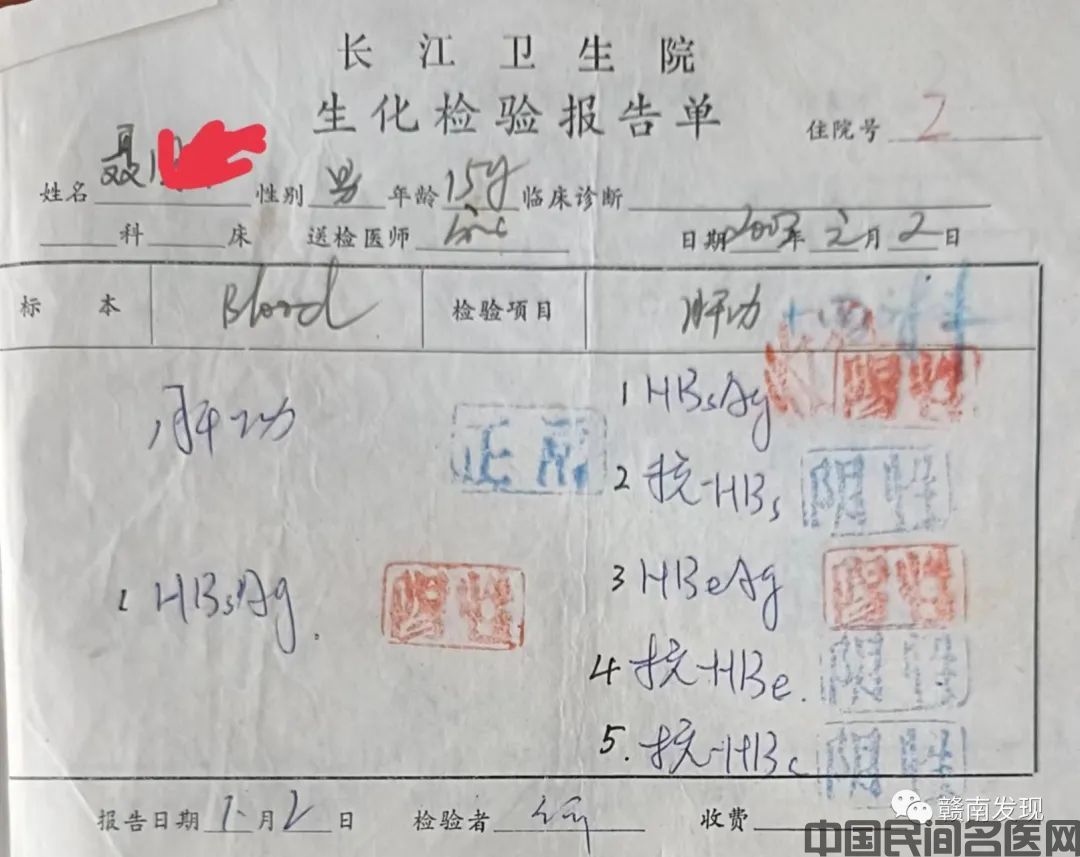 长江卫生院
生化检验报告单
住院号 2
姓名 聂 性别 男 年龄 15y 临床诊断
科 床 送检医师 日期 年 月 2 日
标本 Blood 检验项目 肝功
肝功 正常
1 HBsAg 阳性
1 HBsAg 阳性
2 抗-HBs 阴性
3 HBeAg 阳性
4 抗-HBe. 阴性
5. 抗-HBc 阴性
报告日期 月 2 日 检验者 收费
赣南发现
中国民间名医网